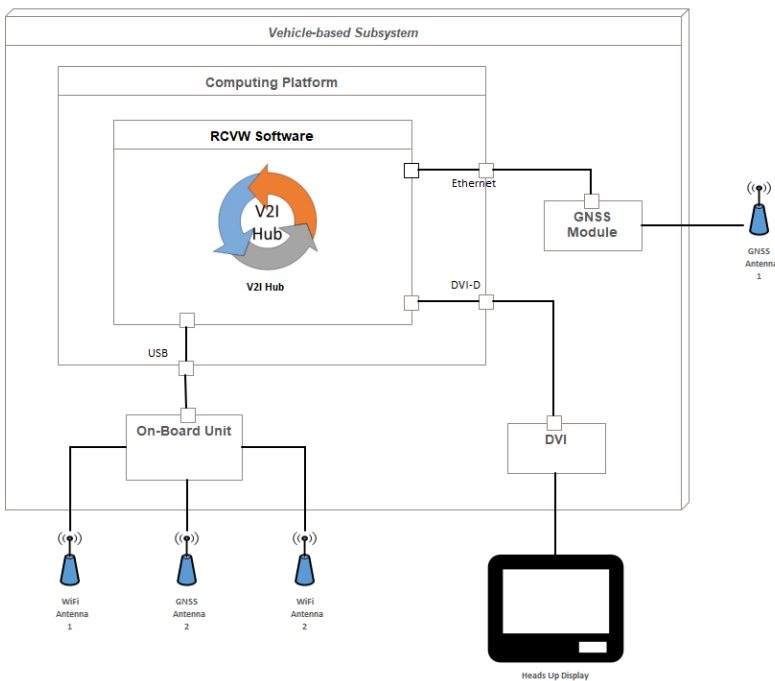 Vehicle-based Subsystem
Computing Platform
RCVW Software
V2I
Hub
V2I Hub
Ethernet
GNSS
Module
GNSS
Antenna
1
DVI-D
USB
On-Board Unit
DVI
WiFi
Antenna
1
GNSS
Antenna
2
WiFi
Antenna
2
Heads Up Display